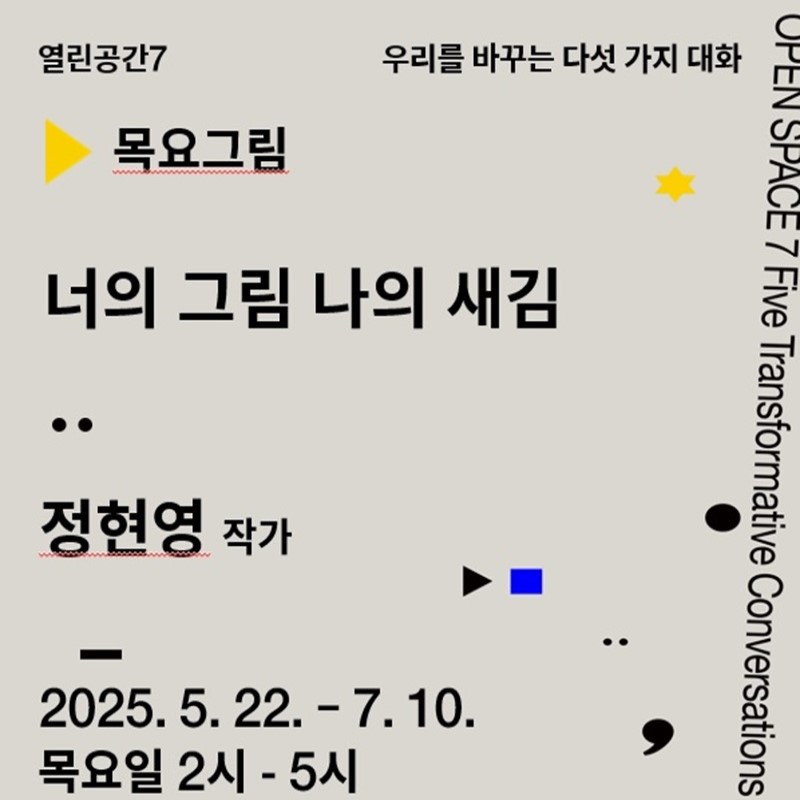 열린공간7
우리를 바꾸는 다섯 가지 대화
목요그림
너의 그림 나의 새김
정현영 작가
2025. 5. 22. – 7. 10.
목요일 2시 - 5시
OPEN SPACE 7 Five Transformative Conversations